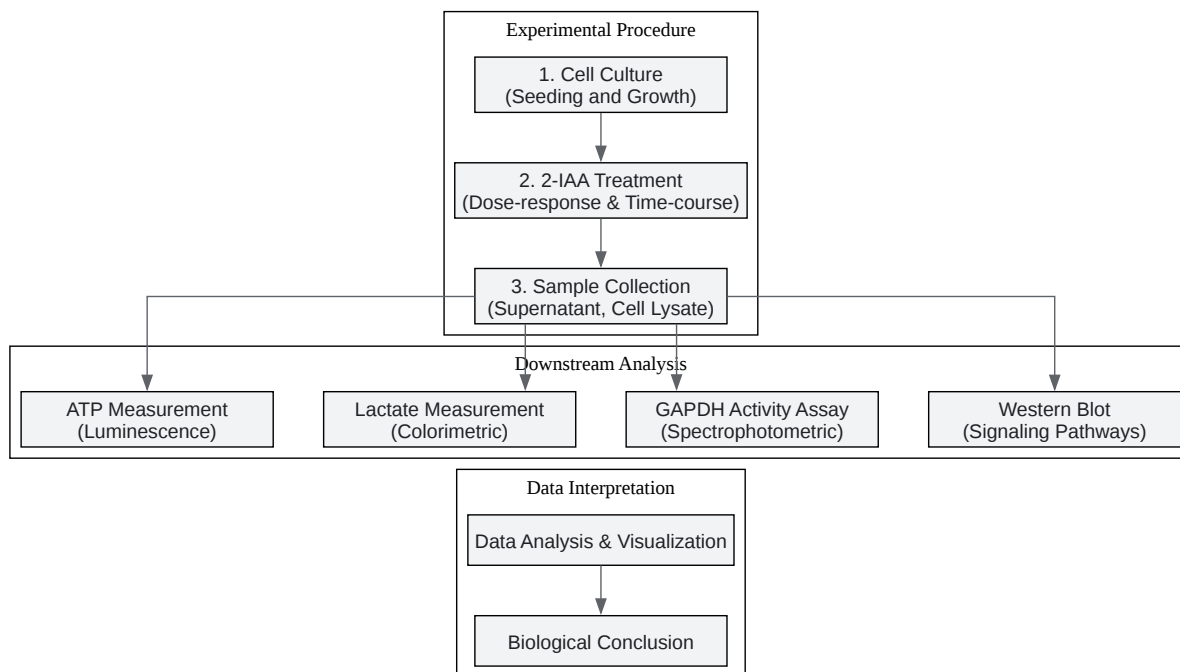 Experimental Procedure
1. Cell Culture
(Seeding and Growth)
2. 2-IAA Treatment
(Dose-response & Time-course)
3. Sample Collection
(Supernatant, Cell Lysate)
Downstream Analysis
ATP Measurement
(Luminescence)
Lactate Measurement
(Colorimetric)
GAPDH Activity Assay
(Spectrophotometric)
Western Blot
(Signaling Pathways)
Data Interpretation
Data Analysis & Visualization
Biological Conclusion